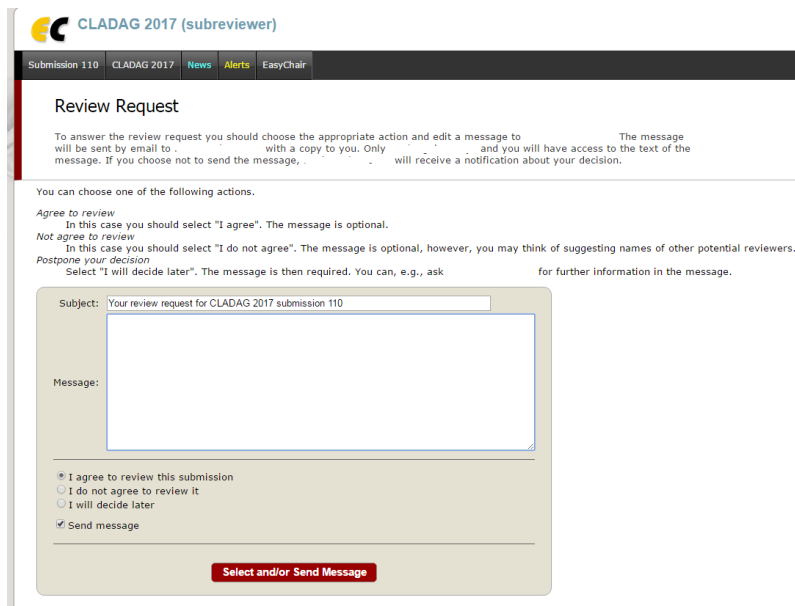 EC CLADAG 2017 (subreviewer)
Submission 110 CLADAG 2017 News Alerts EasyChair
Review Request
To answer the review request you should choose the appropriate action and edit a message to The message
will be sent by email to with a copy to you. Only and you will have access to the text of the
message. If you choose not to send the message, will receive a notification about your decision.
You can choose one of the following actions.
Agree to review
In this case you should select "I agree". The message is optional.
Not agree to review
In this case you should select "I do not agree". The message is optional, however, you may think of suggesting names of other potential reviewers.
Postpone your decision
Select "I will decide later". The message is then required. You can, e.g., ask for further information in the message.
Subject: Your review request for CLADAG 2017 submission 110
Message:
I agree to review this submission
I do not agree to review it
I will decide later
Send message
Select and/or Send Message